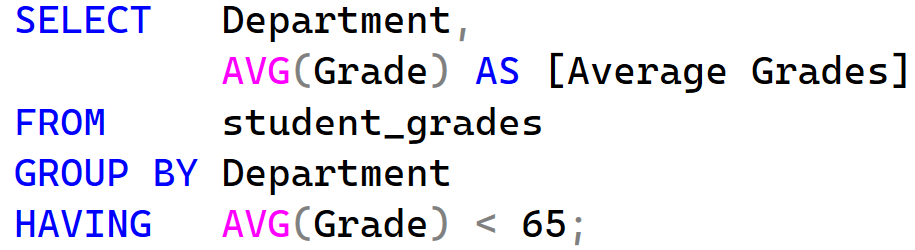 SELECT Department,
AVG(Grade) AS [Average Grades]
FROM student_grades
GROUP BY Department
HAVING AVG(Grade) < 65;